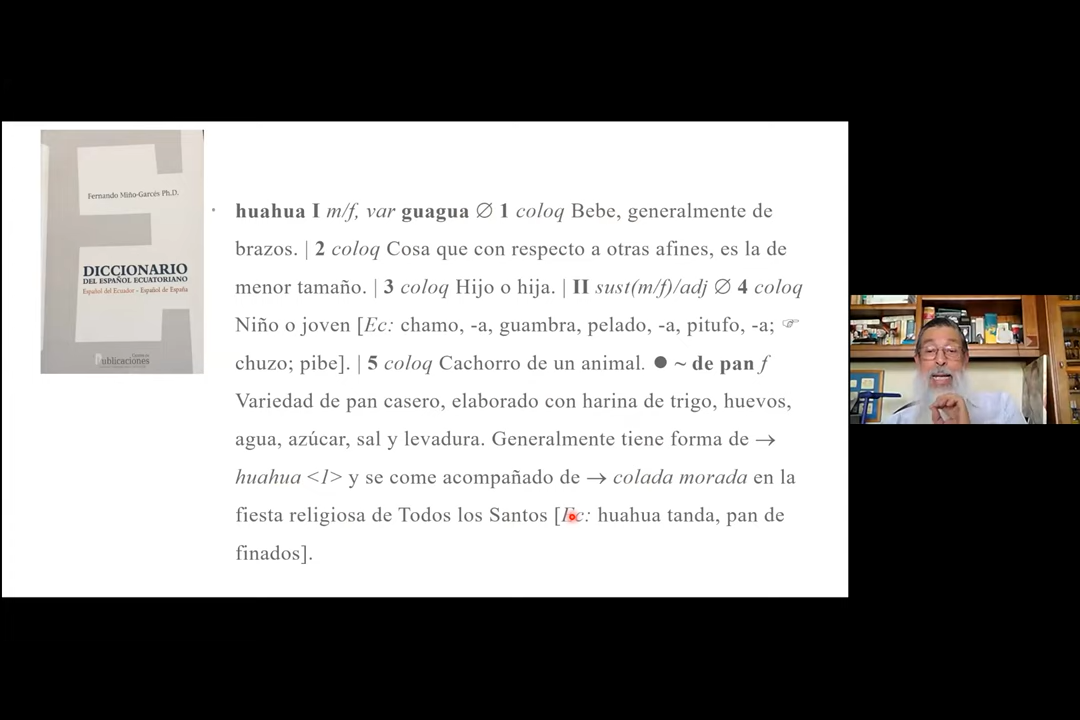 Fernando Miño-Garcés Ph.D.
DICCIONARIO
DEL ESPAÑOL ECUATORIANO
Español del Ecuador - Español de España
Publicaciones
• huahua I m/f, var guagua ∅ 1 coloq Bebe, generalmente de
brazos. | 2 coloq Cosa que con respecto a otras afines, es la de
menor tamaño. | 3 coloq Hijo o hija. | II sust(m/f)/adj ∅ 4 coloq
Niño o joven [Ec: chamo, -a, guambra, pelado, -a, pitufo, -a; ☞
chuzo; pibe]. | 5 coloq Cachorro de un animal. ● ~ de pan f
Variedad de pan casero, elaborado con harina de trigo, huevos,
agua, azúcar, sal y levadura. Generalmente tiene forma de →
huahua <1> y se come acompañado de → colada morada en la
fiesta religiosa de Todos los Santos [Ec: huahua tanda, pan de
finados].